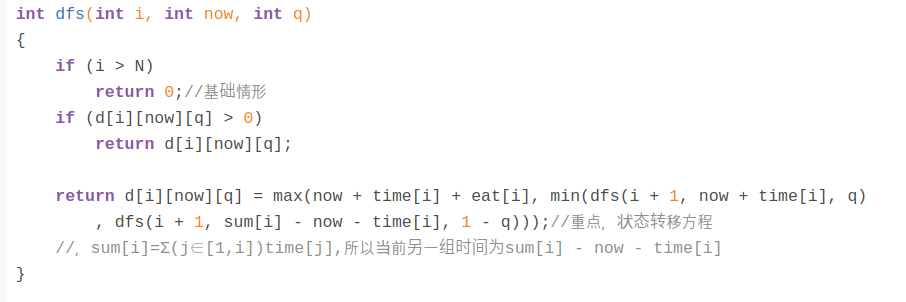 int dfs(int i, int now, int q)
{
    if (i > N)
        return 0;//基础情形
    if (d[i][now][q] > 0)
        return d[i][now][q];
    return d[i][now][q] = max(now + time[i] + eat[i], min(dfs(i + 1, now + time[i], q)
        , dfs(i + 1, sum[i] - now - time[i], 1 - q)));//重点，状态转移方程
    //，sum[i]=Σ(j∈[1,i])time[j],所以当前另一组时间为sum[i] - now - time[i]
}